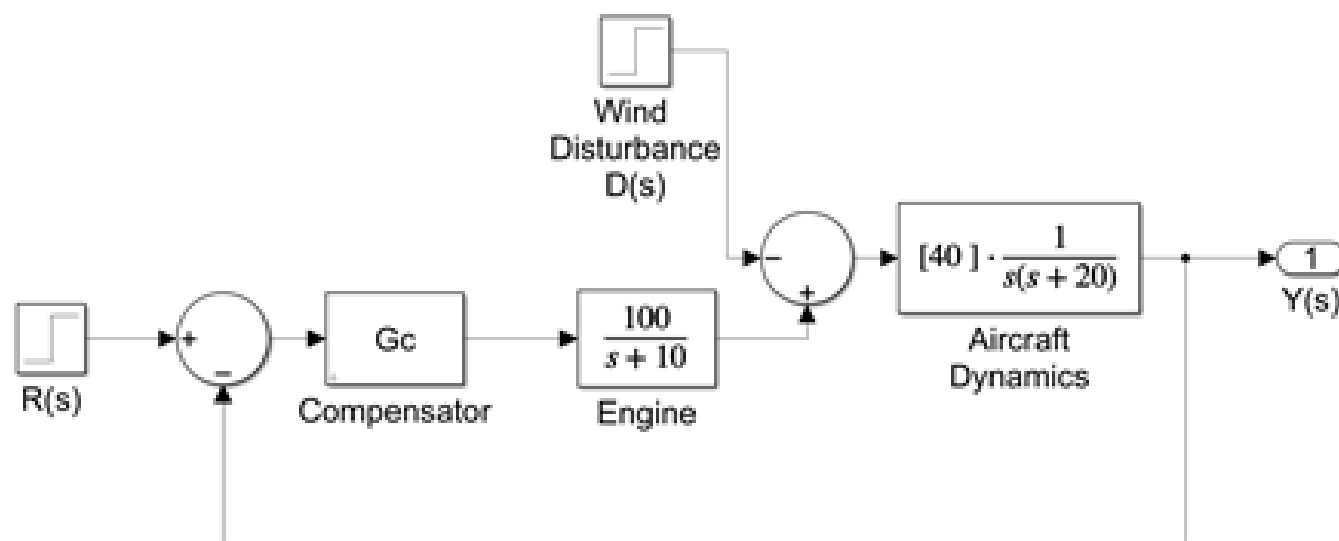 Wind
Disturbance
D(s)
−
+
[40 ] · 1 / s(s + 20)
Aircraft
Dynamics
1
Y(s)
R(s)
+
−
Gc
Compensator
100 / s + 10
Engine